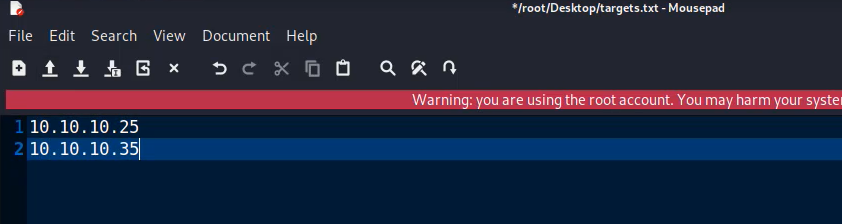 */root/Desktop/targets.txt - Mousepad
File Edit Search View Document Help
Warning: you are using the root account. You may harm your system
1 10.10.10.25
2 10.10.10.35